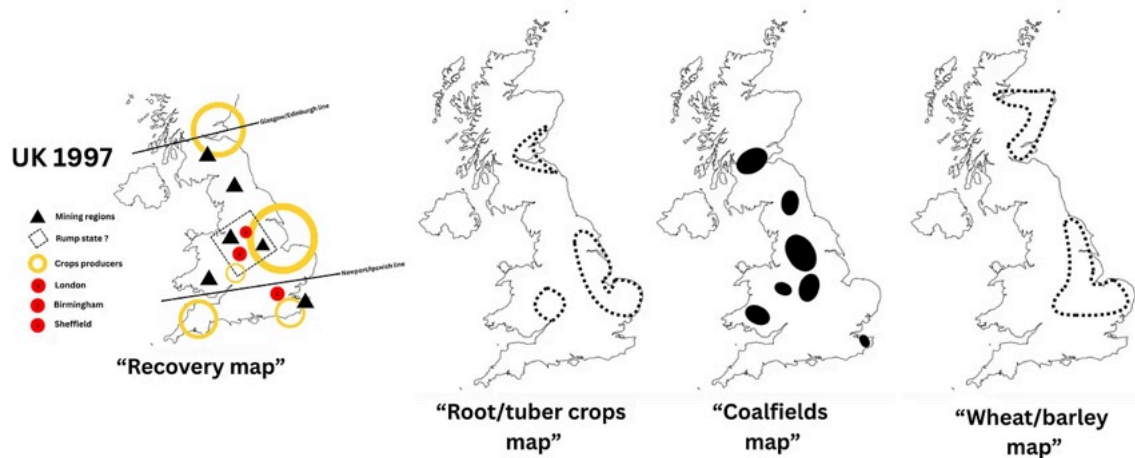 Glasgow/Edinburgh line
UK 1997
Mining regions
Rump state ?
Crops producers
London
Birmingham
Sheffield
Newport/Ipswich line
“Recovery map”
“Root/tuber crops
map”
“Coalfields
map”
“Wheat/barley
map”